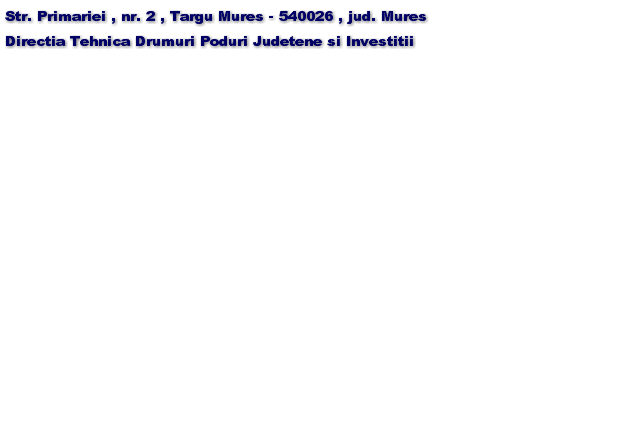 Str. Primariei , nr. 2 , Targu Mures - 540026 , jud. Mures
Directia Tehnica Drumuri Poduri Judetene si Investitii